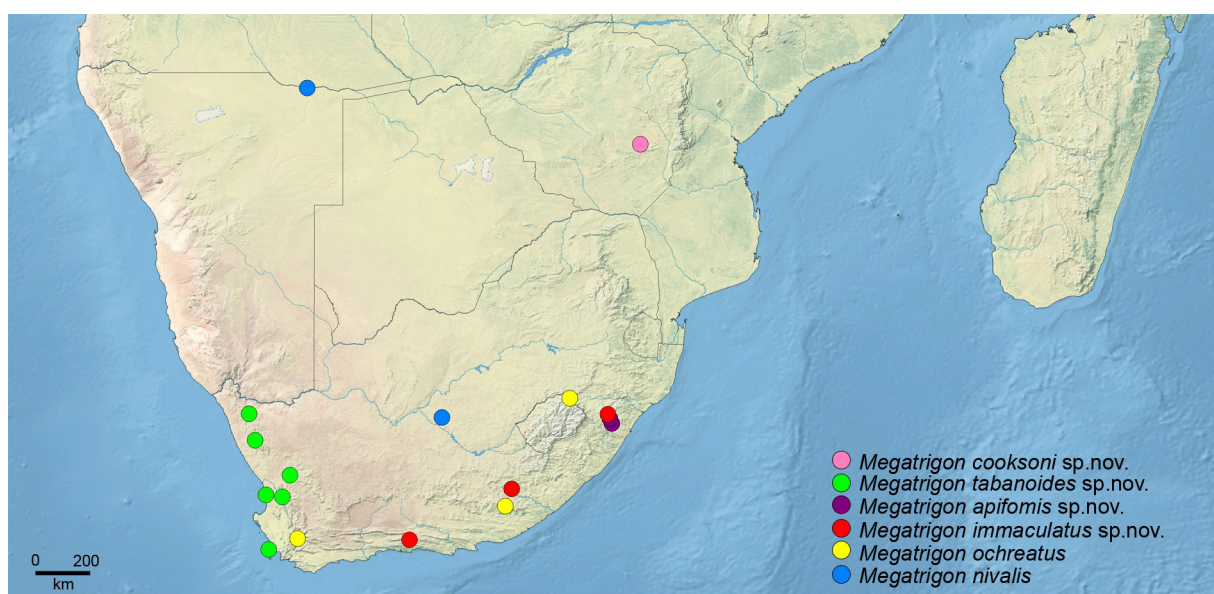 Megatrigon cooksoni sp.nov.
Megatrigon tabanoides sp.nov.
Megatrigon apifomis sp.nov.
Megatrigon immaculatus sp.nov.
Megatrigon ochreatus
Megatrigon nivalis
0 200
km